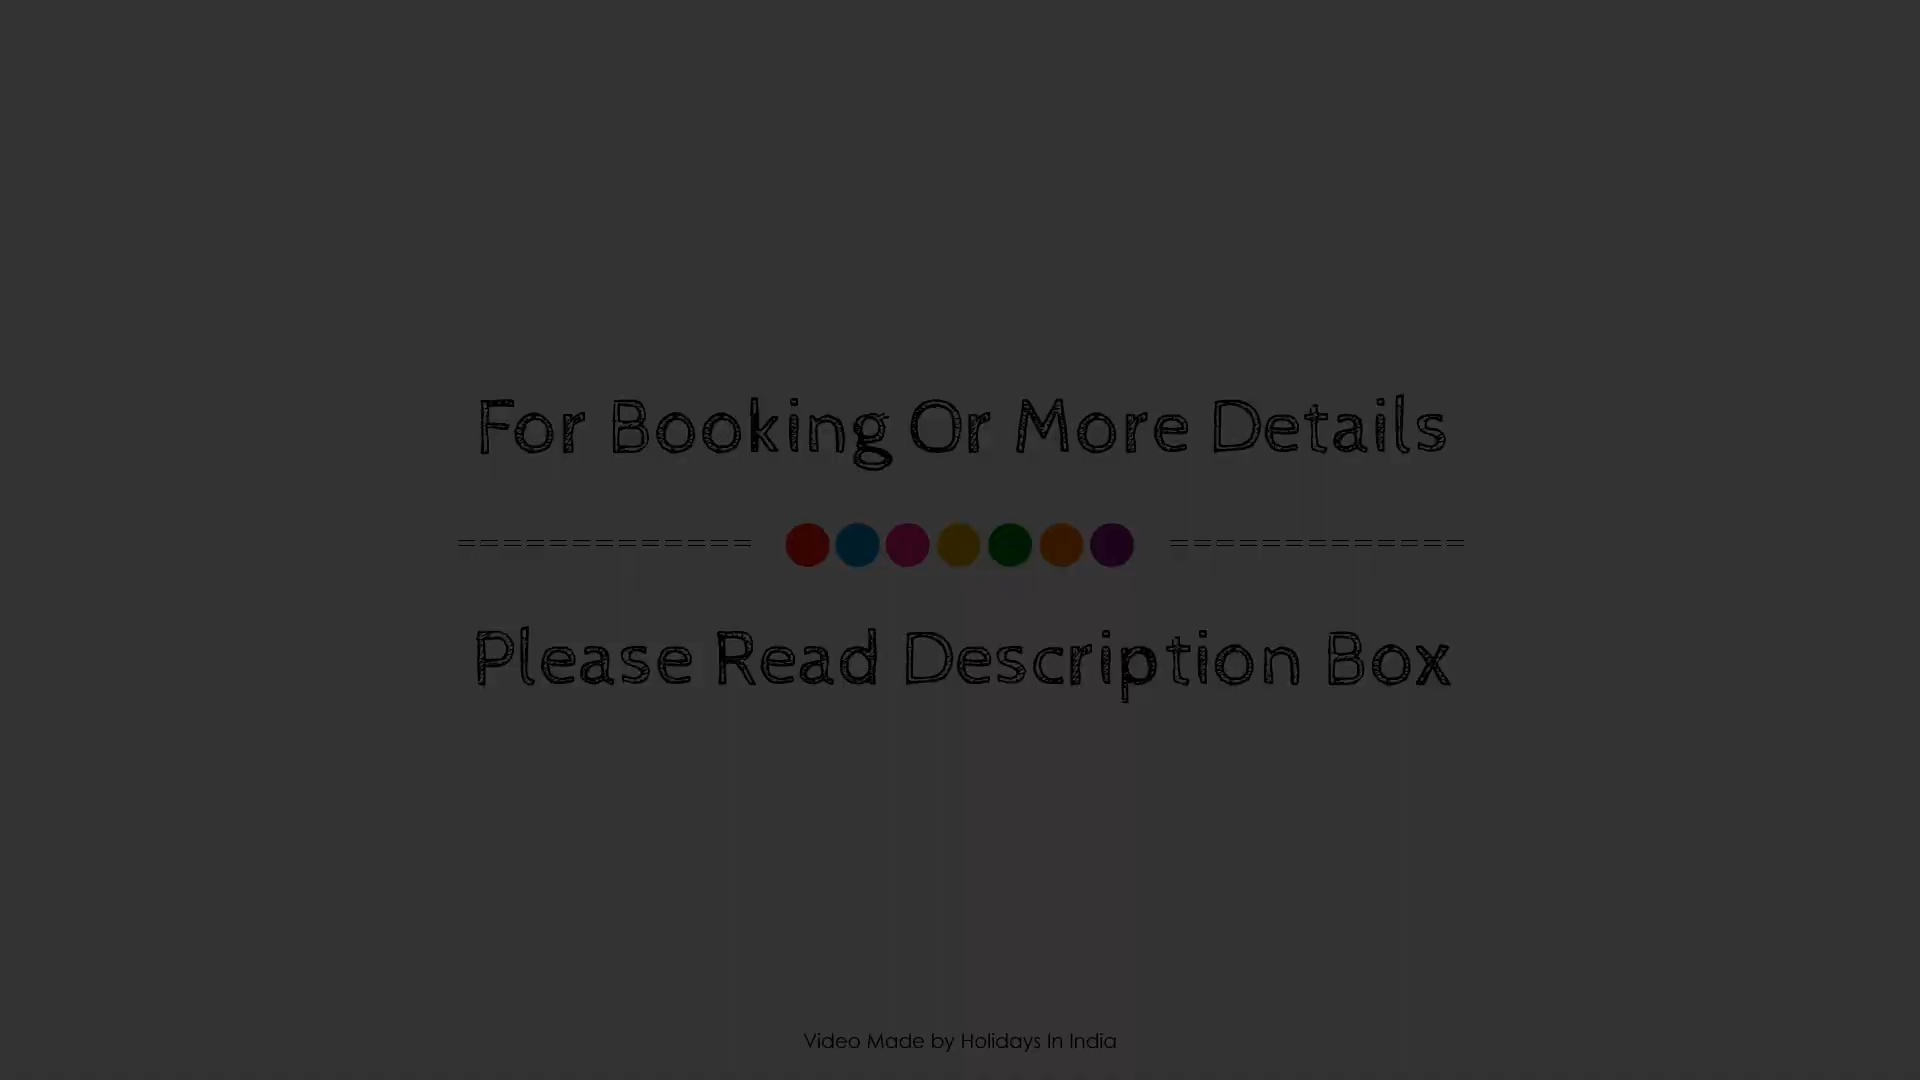 For Booking Or More Details
============= =============
Please Read Description Box
Video Made by Holidays In India